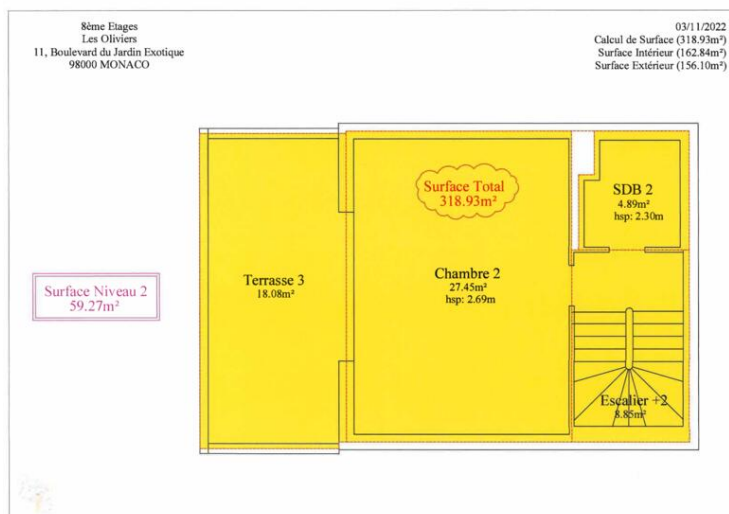 8ème Etages
Les Oliviers
11, Boulevard du Jardin Exotique
98000 MONACO
03/11/2022
Calcul de Surface (318.93m²)
Surface Intérieur (162.84m²)
Surface Extérieur (156.10m²)
Surface Total
318.93m²
SDB 2
4.89m²
hsp: 2.30m
Surface Niveau 2
59.27m²
Terrasse 3
18.08m²
Chambre 2
27.45m²
hsp: 2.69m
Escalier +2
8.85m²